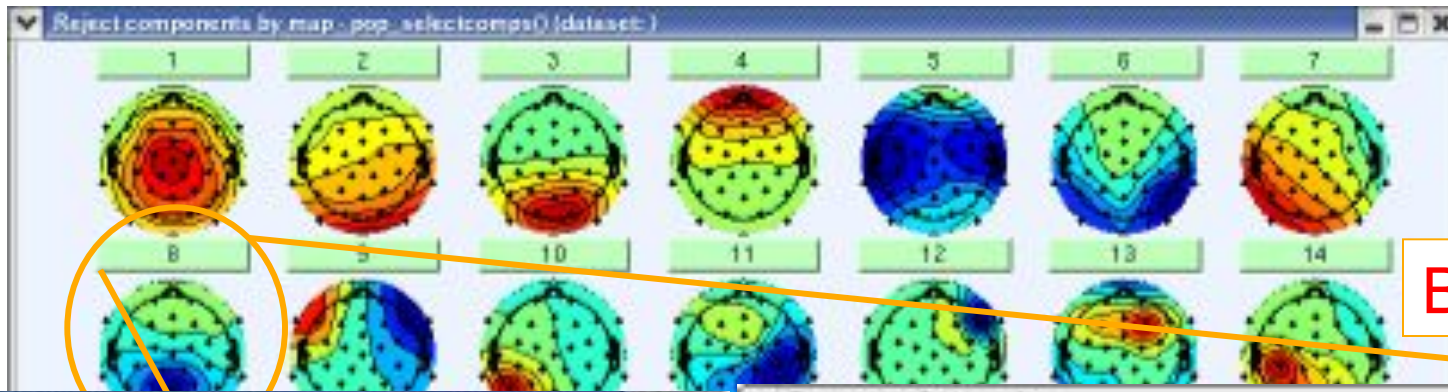 Reject components by map - pop_selectcomps() (dataset: )
1 2 3 4 5 6 7
8 9 10 11 12 13 14